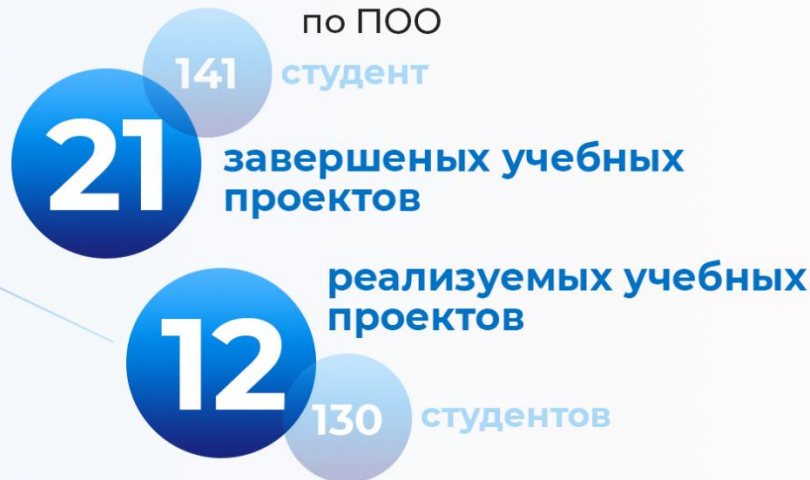 по ПОО
141 студент
21 завершеных учебных
проектов
реализуемых учебных
12 проектов
130 студентов